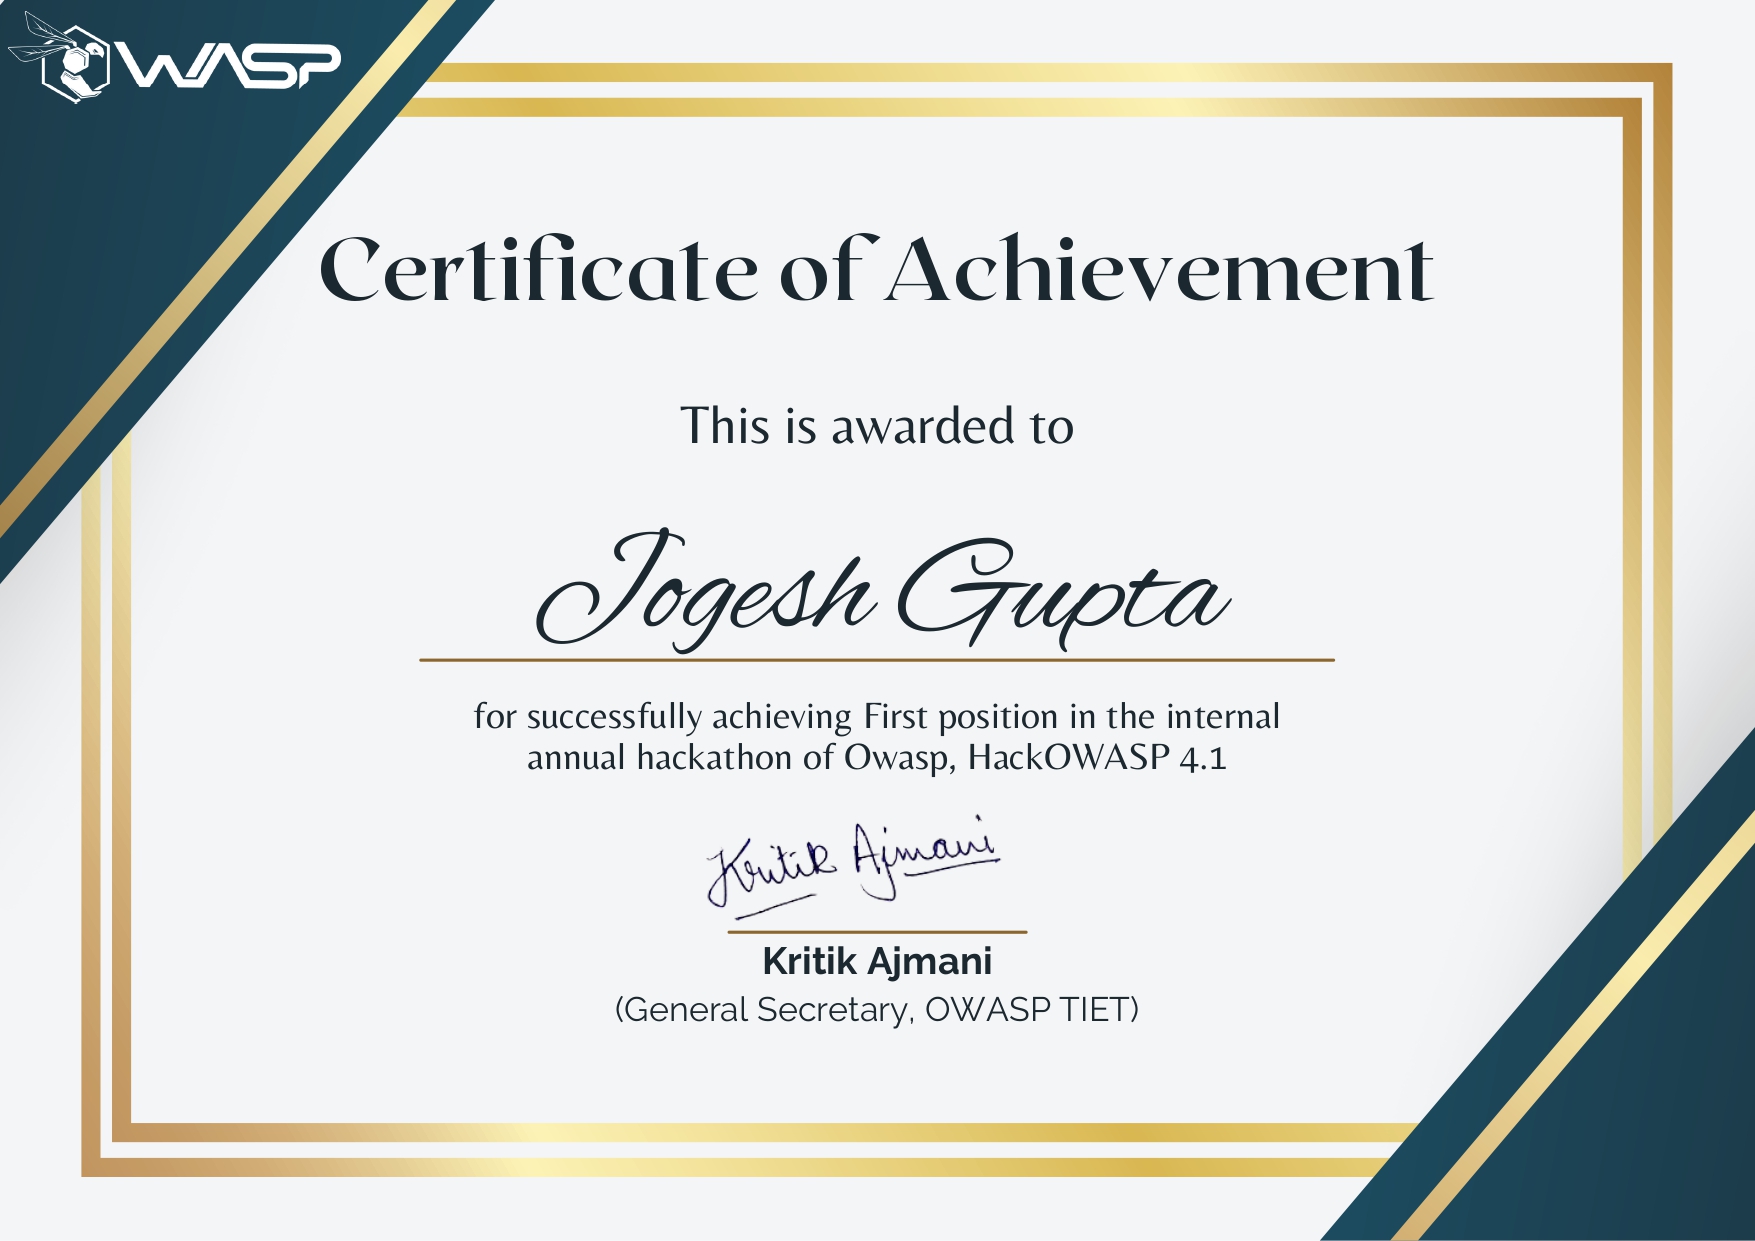 OWASP
Certificate of Achievement
This is awarded to
Jogesh Gupta
for successfully achieving First position in the internal
annual hackathon of Owasp, HackOWASP 4.1
Kritik Ajmani
Kritik Ajmani
(General Secretary, OWASP TIET)